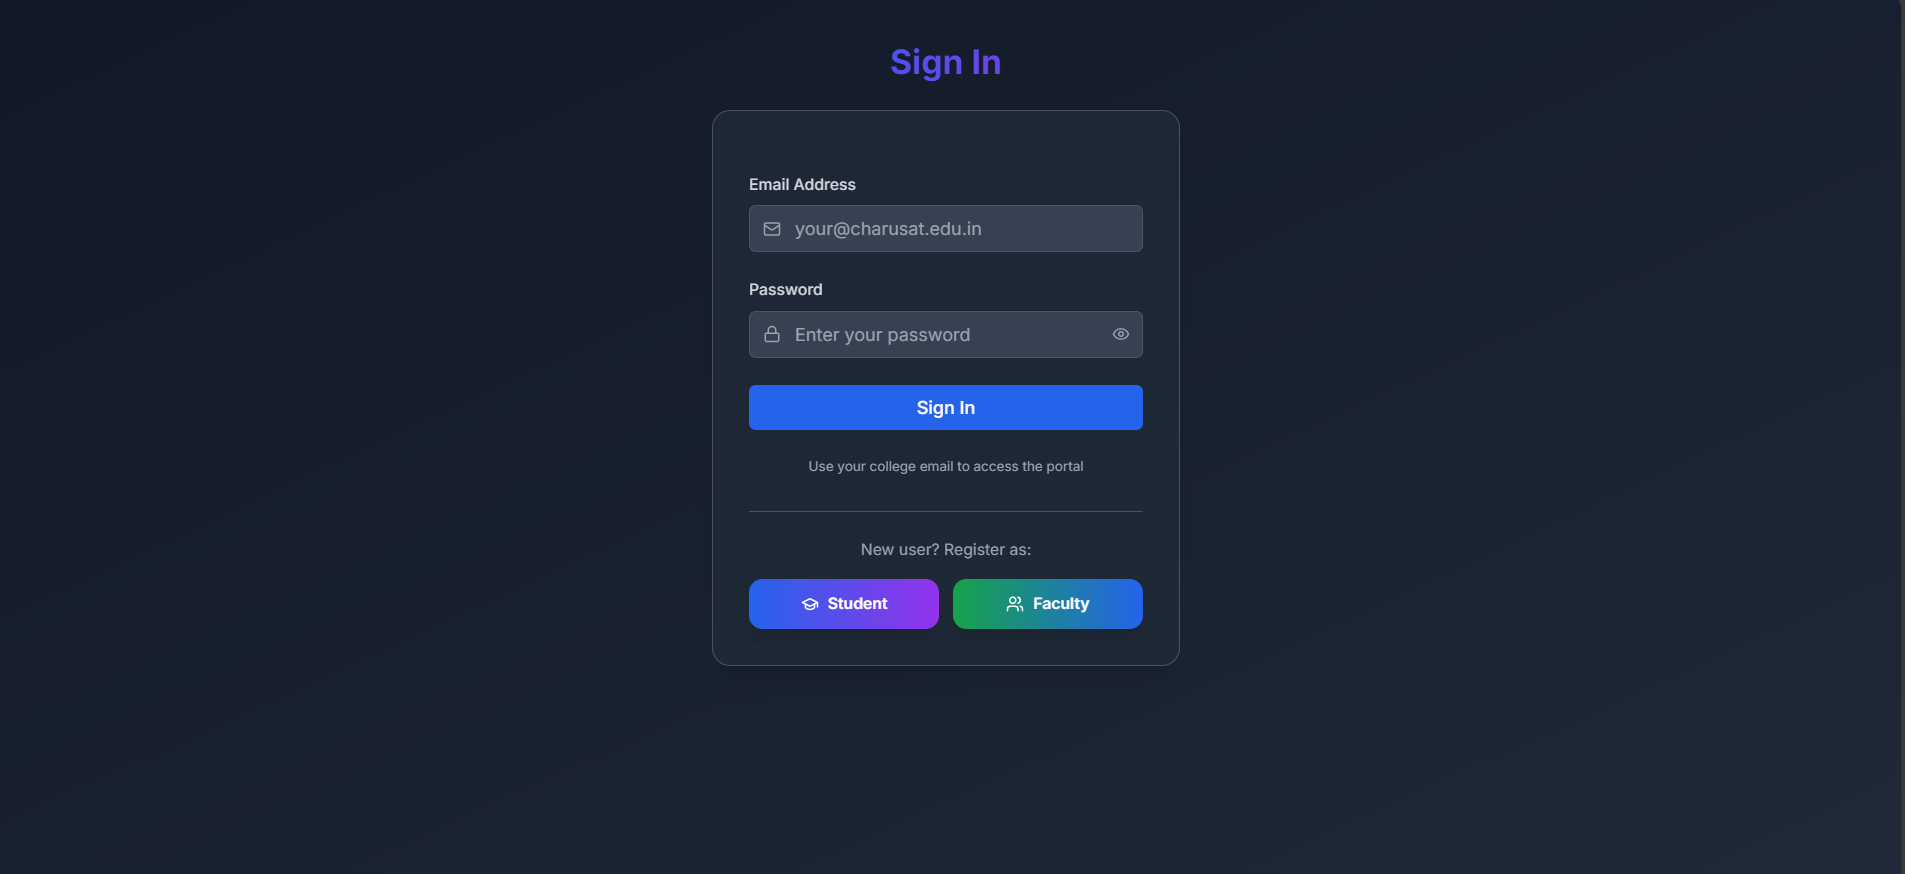 Sign In
Email Address
your@charusat.edu.in
Password
Enter your password
Sign In
Use your college email to access the portal
New user? Register as:
Student
Faculty